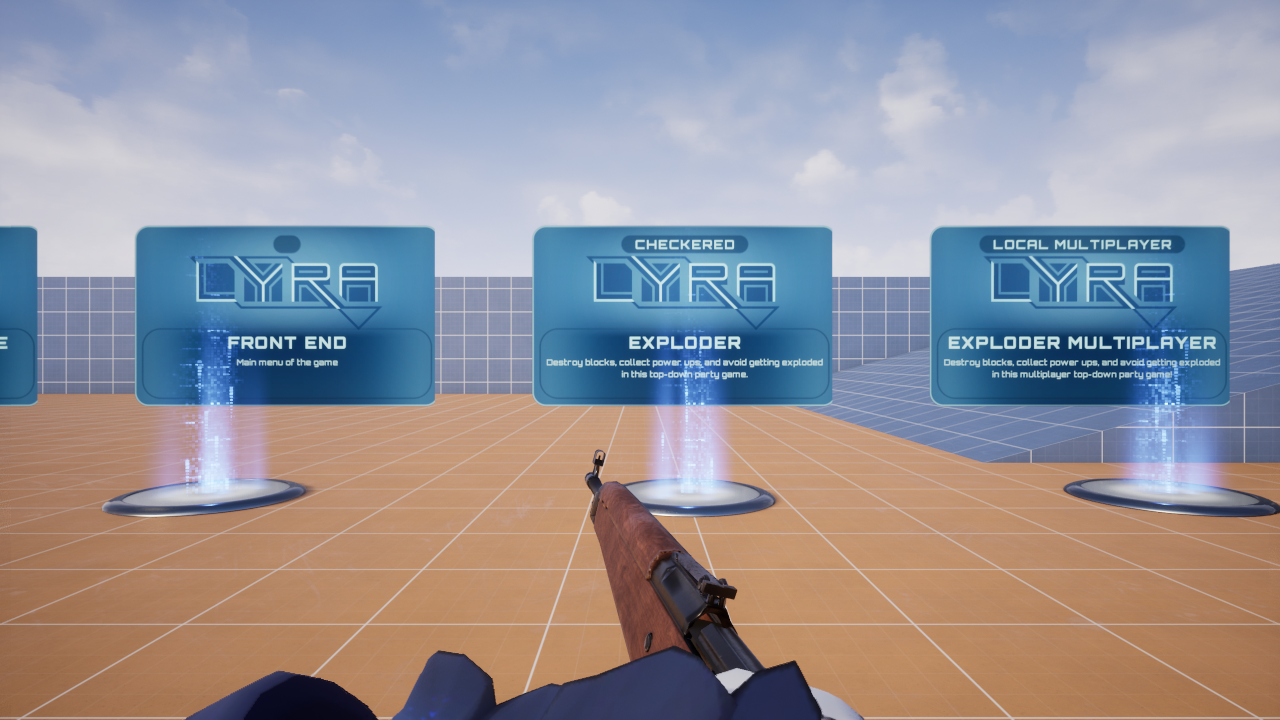 E
LYRA
FRONT END
Main menu of the game
CHECKERED
LYRA
EXPLODER
Destroy blocks, collect power ups, and avoid getting exploded
in this top-down party game.
LOCAL MULTIPLAYER
LYRA
EXPLODER MULTIPLAYER
Destroy blocks, collect power ups, and avoid getting exploded
in this multiplayer top-down party game!